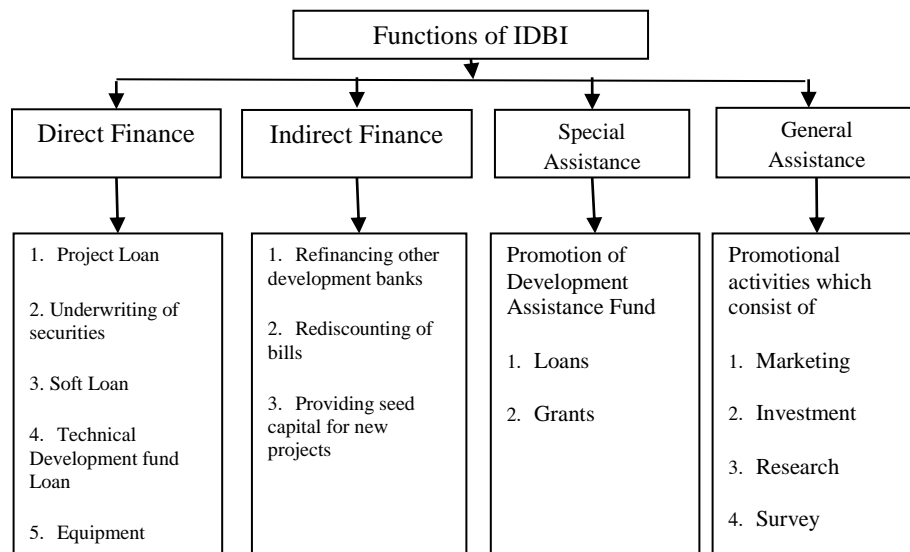 Functions of IDBI
Direct Finance
Indirect Finance
Special
Assistance
General
Assistance
1. Project Loan
2. Underwriting of
securities
3. Soft Loan
4. Technical
Development fund
Loan
5. Equipment
1. Refinancing other
development banks
2. Rediscounting of
bills
3. Providing seed
capital for new
projects
Promotion of
Development
Assistance Fund
1. Loans
2. Grants
Promotional
activities which
consist of
1. Marketing
2. Investment
3. Research
4. Survey